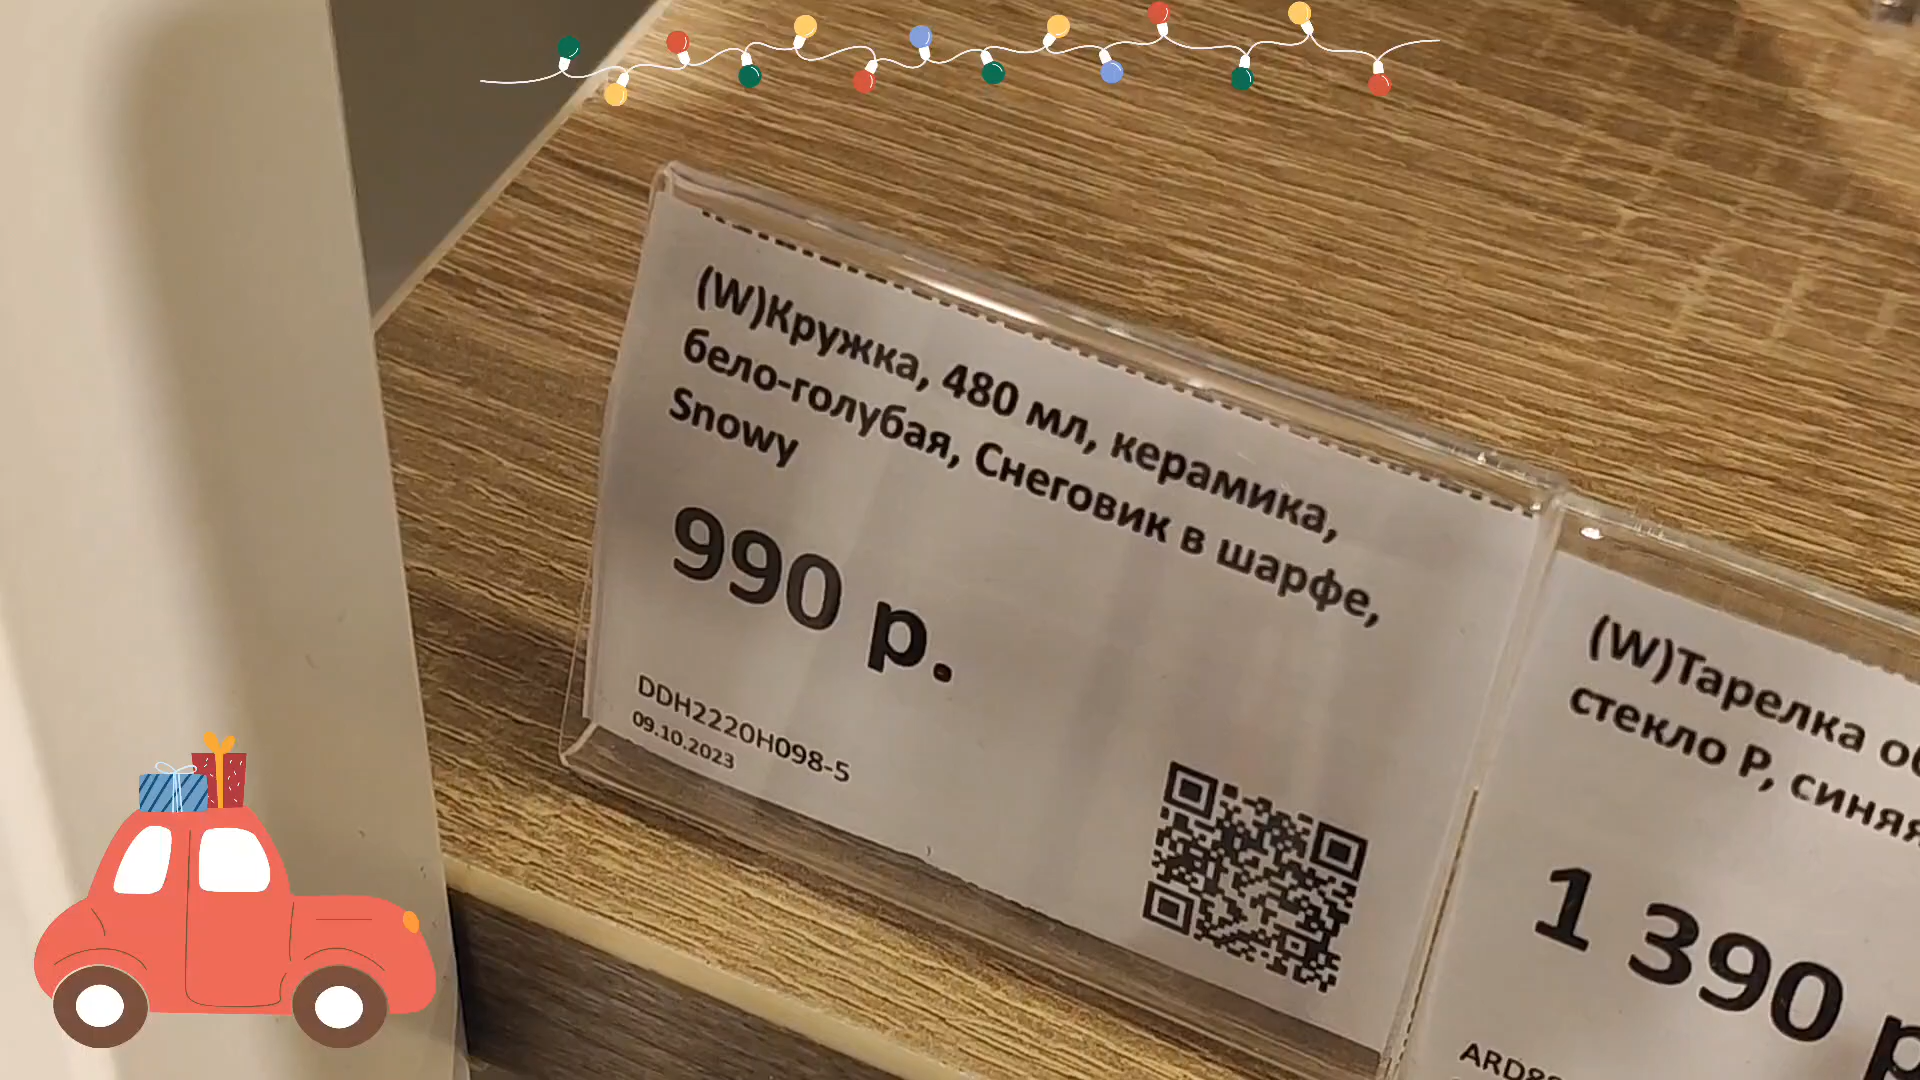 (W)Кружка, 480 мл, керамика,
бело-голубая, Снеговик в шарфе,
Snowy
990 р.
DDH2220H098-5
09.10.2023
(W)Тарелка
стекло Р, синяя
1 390 р